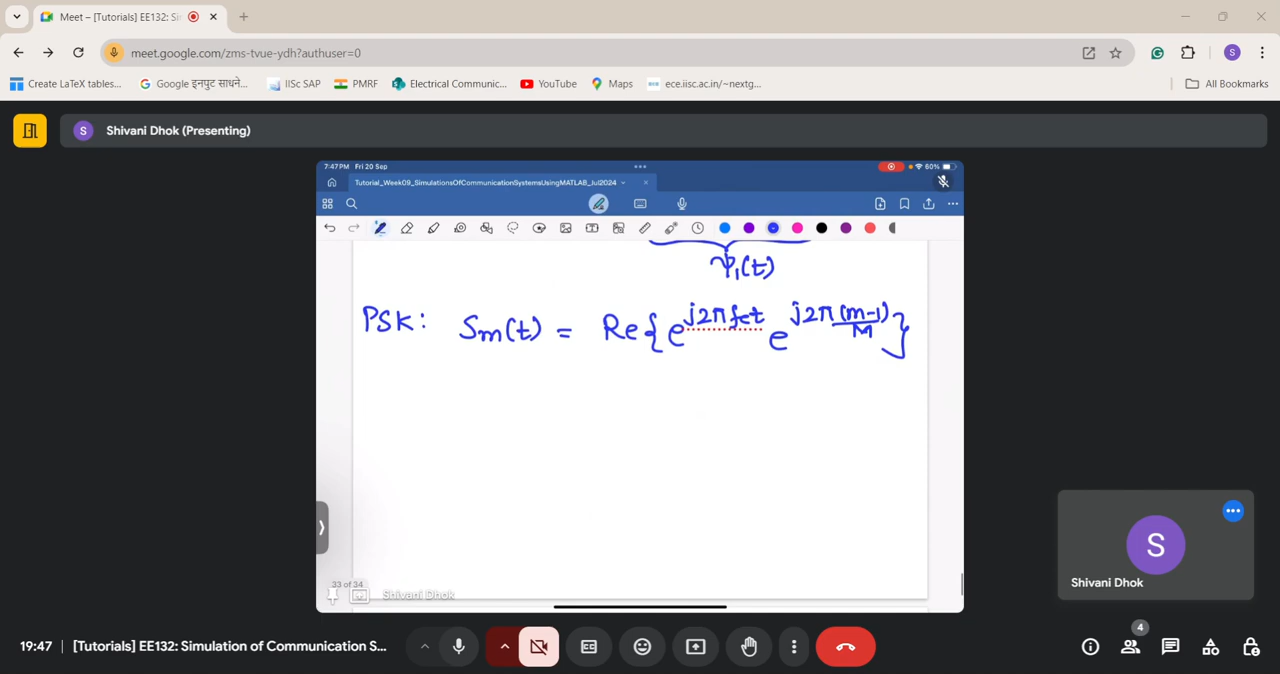 Meet – [Tutorials] EE132: Si
meet.google.com/zms-tvue-ydh?authuser=0
Create LaTeX tables... Google इनपुट साधने... IISc SAP PMRF Electrical Communic... YouTube Maps ece.iisc.ac.in/~nextg... All Bookmarks
S Shivani Dhok (Presenting)
7:47PM Fri 20 Sep 60%
Tutorial_Week09_SimulationsOfCommunicationSystemsUsingMATLAB_Jul2024
ψ₁(t)
PSK: Sm(t) = Re{e^{j2πfct} e^{j2π(m-1)/M}}
33 of 34
Shivani Dhok
S
Shivani Dhok
19:47 | [Tutorials] EE132: Simulation of Communication S...
4